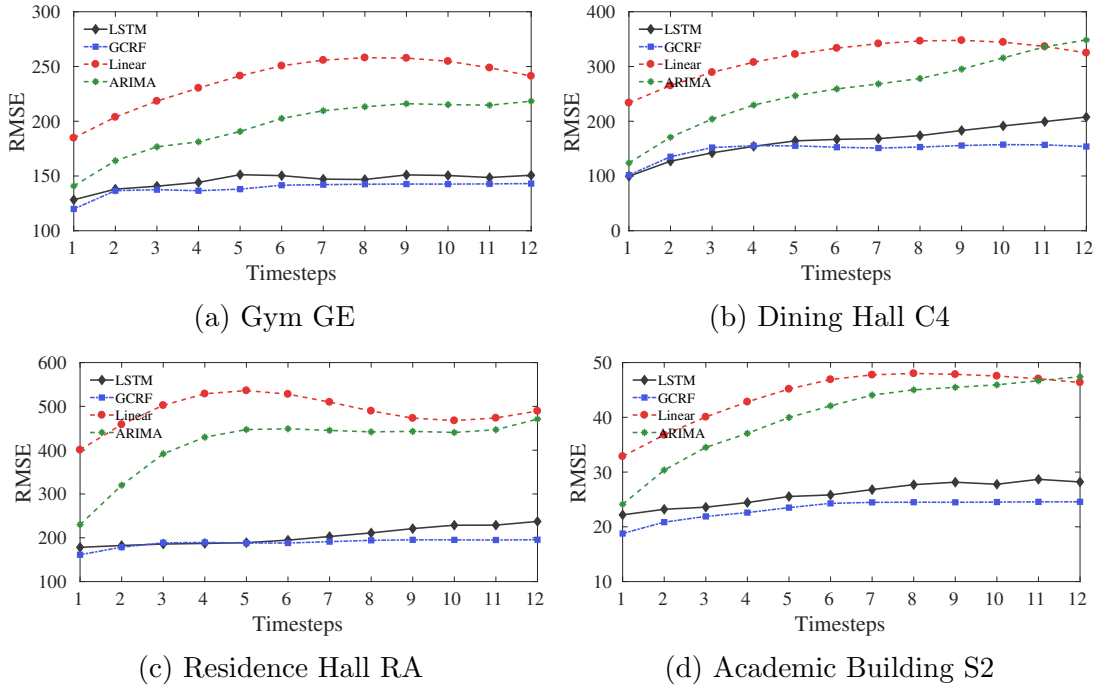 300
250
200
150
100
RMSE
LSTM
GCRF
Linear
ARIMA
1 2 3 4 5 6 7 8 9 10 11 12
Timesteps
(a) Gym GE
400
300
200
100
0
RMSE
LSTM
GCRF
Linear
ARIMA
1 2 3 4 5 6 7 8 9 10 11 12
Timesteps
(b) Dining Hall C4
600
500
400
300
200
100
RMSE
LSTM
GCRF
Linear
ARIMA
1 2 3 4 5 6 7 8 9 10 11 12
Timesteps
(c) Residence Hall RA
50
40
30
20
10
RMSE
LSTM
GCRF
Linear
ARIMA
1 2 3 4 5 6 7 8 9 10 11 12
Timesteps
(d) Academic Building S2